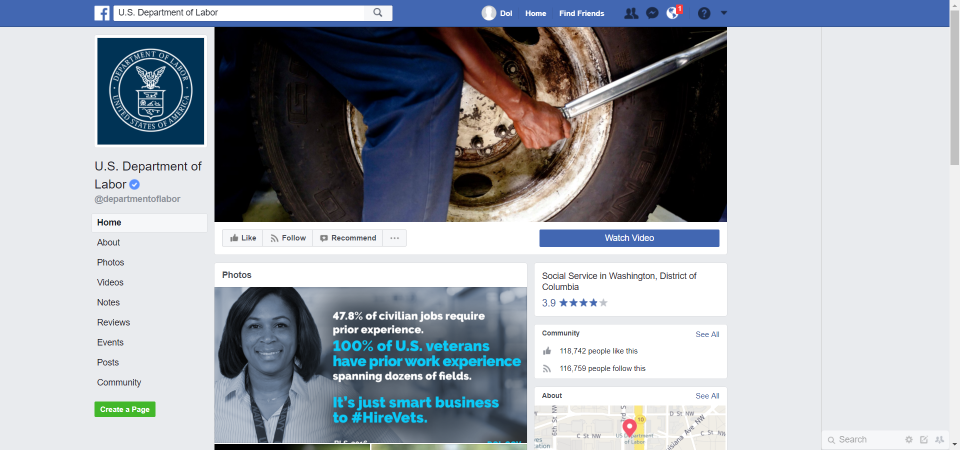 U.S. Department of Labor
Dol
Home
Find Friends
1
DEPARTMENT OF LABOR
UNITED STATES OF AMERICA
U.S. Department of
Labor
@departmentoflabor
Home
About
Photos
Videos
Notes
Reviews
Events
Posts
Community
Create a Page
Like
Follow
Recommend
Watch Video
Photos
47.8% of civilian jobs require
prior experience.
100% of U.S. veterans
have prior work experience
spanning dozens of fields.
It's just smart business
to #HireVets.
Social Service in Washington, District of
Columbia
3.9
Community
See All
118,742 people like this
116,759 people follow this
About
See All
D St NW
C St NW
US Department
of Labor
Search